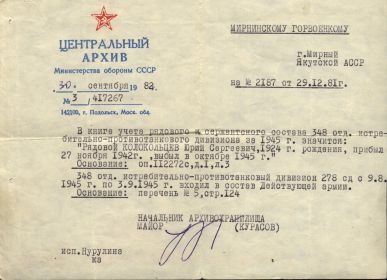 ЦЕНТРАЛЬНЫЙ
АРХИВ
Министерства обороны СССР
30 сентября 1982.
№ 3/417267
142100, г. Подольск, Моск. обл.
МИРНИНСКОМУ ГОРВОЕНКОМУ
г.Мирный
Якутской АССР
на № 2187 от 29.12.81г.
В книге учета рядового и сержантского состава 348 отд. истре-
бительно-противотанкового дивизиона за 1945 г. значится:
"Рядовой КОЛОКОЛЬЦЕВ Юрий Сергеевич, 1924 г. рождения, прибыл
27 ноября 1942г. , выбыл в октябре 1945 г."
Основание: оп.112272с,д.1,л.3
348 отд. истребительно-противотанковый дивизион 278 сд с 9.8.
1945 г. по 3.9.1945 г. входил в состав Действующей армии.
Основание: перечень № 5,стр.124
НАЧАЛЬНИК АРХИВОХРАНИЛИЩА
МАЙОР (КУРАСОВ)
исп.Нурулина